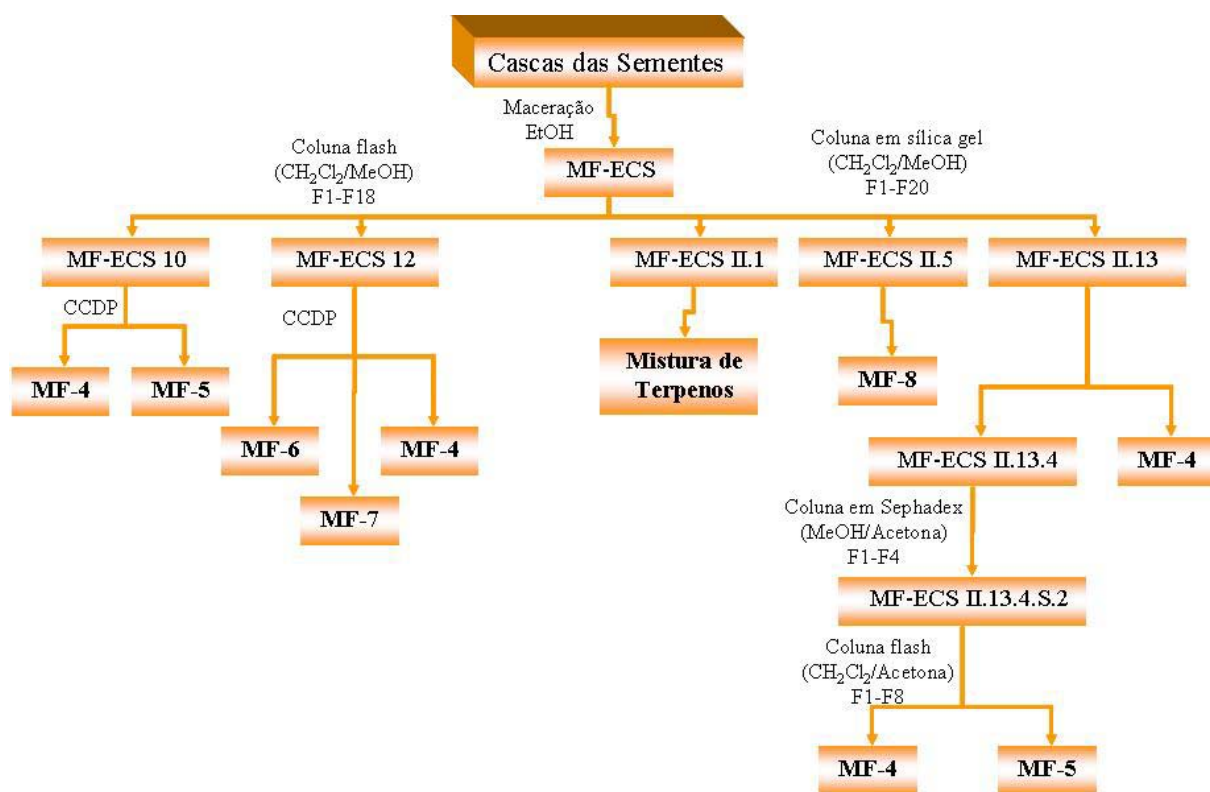 Cascas das Sementes
Maceração
EtOH
Coluna flash
(CH₂Cl₂/MeOH)
F1-F18
Coluna em sílica gel
(CH₂Cl₂/MeOH)
F1-F20
MF-ECS
MF-ECS 10
MF-ECS 12
MF-ECS II.1
MF-ECS II.5
MF-ECS II.13
CCDP
CCDP
MF-4
MF-5
Mistura de
Terpenos
MF-8
MF-6
MF-4
MF-7
MF-ECS II.13.4
MF-4
Coluna em Sephadex
(MeOH/Acetona)
F1-F4
MF-ECS II.13.4.S.2
Coluna flash
(CH₂Cl₂/Acetona)
F1-F8
MF-4
MF-5